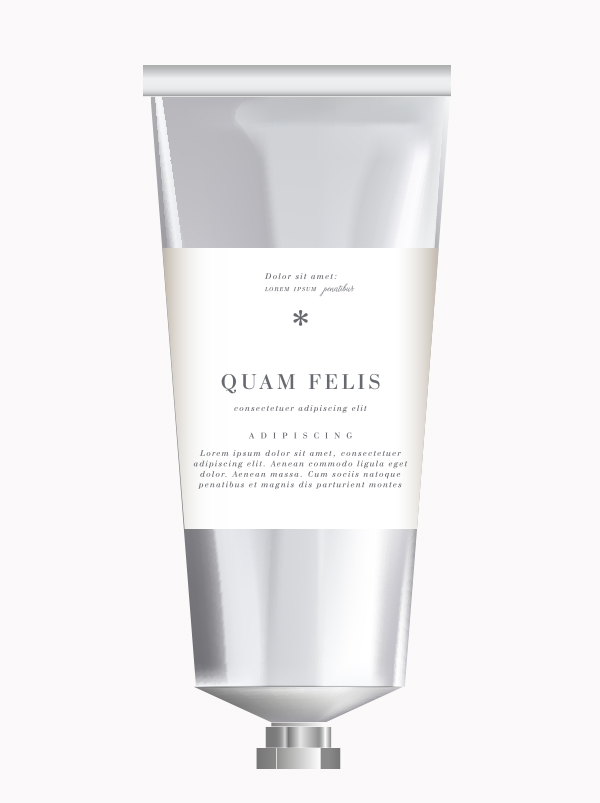 Dolor sit amet:
LOREM IPSUM penatibus
*
QUAM FELIS
consectetuer adipiscing elit
ADIPISCING
Lorem ipsum dolor sit amet, consectetuer
adipiscing elit. Aenean commodo ligula eget
dolor. Aenean massa. Cum sociis natoque
penatibus et magnis dis parturient montes